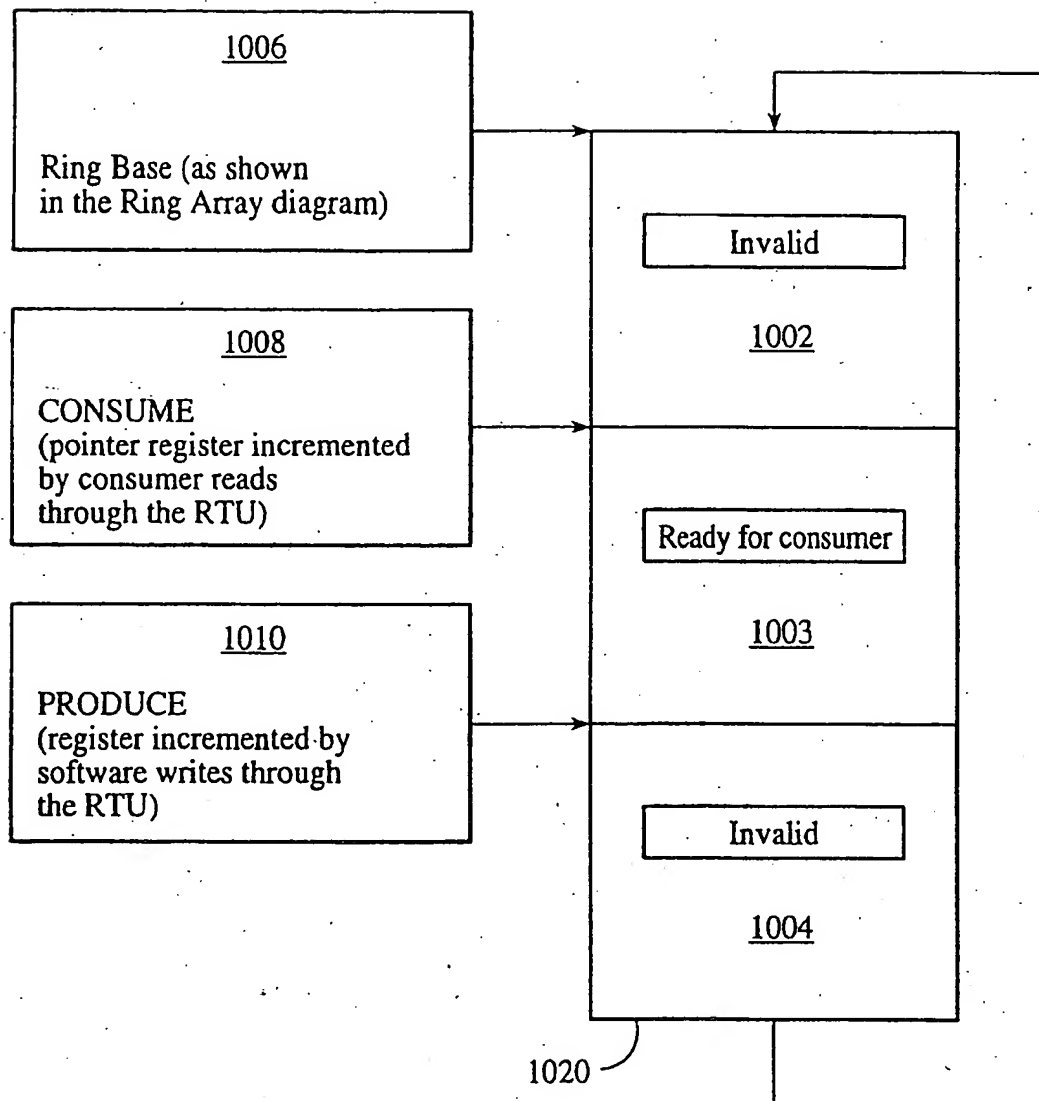 1006
Ring Base (as shown
in the Ring Array diagram)
Invalid
1002
1008
CONSUME
(pointer register incremented
by consumer reads
through the RTU)
Ready for consumer
1003
1010
PRODUCE
(register incremented by
software writes through
the RTU)
Invalid
1004
1020